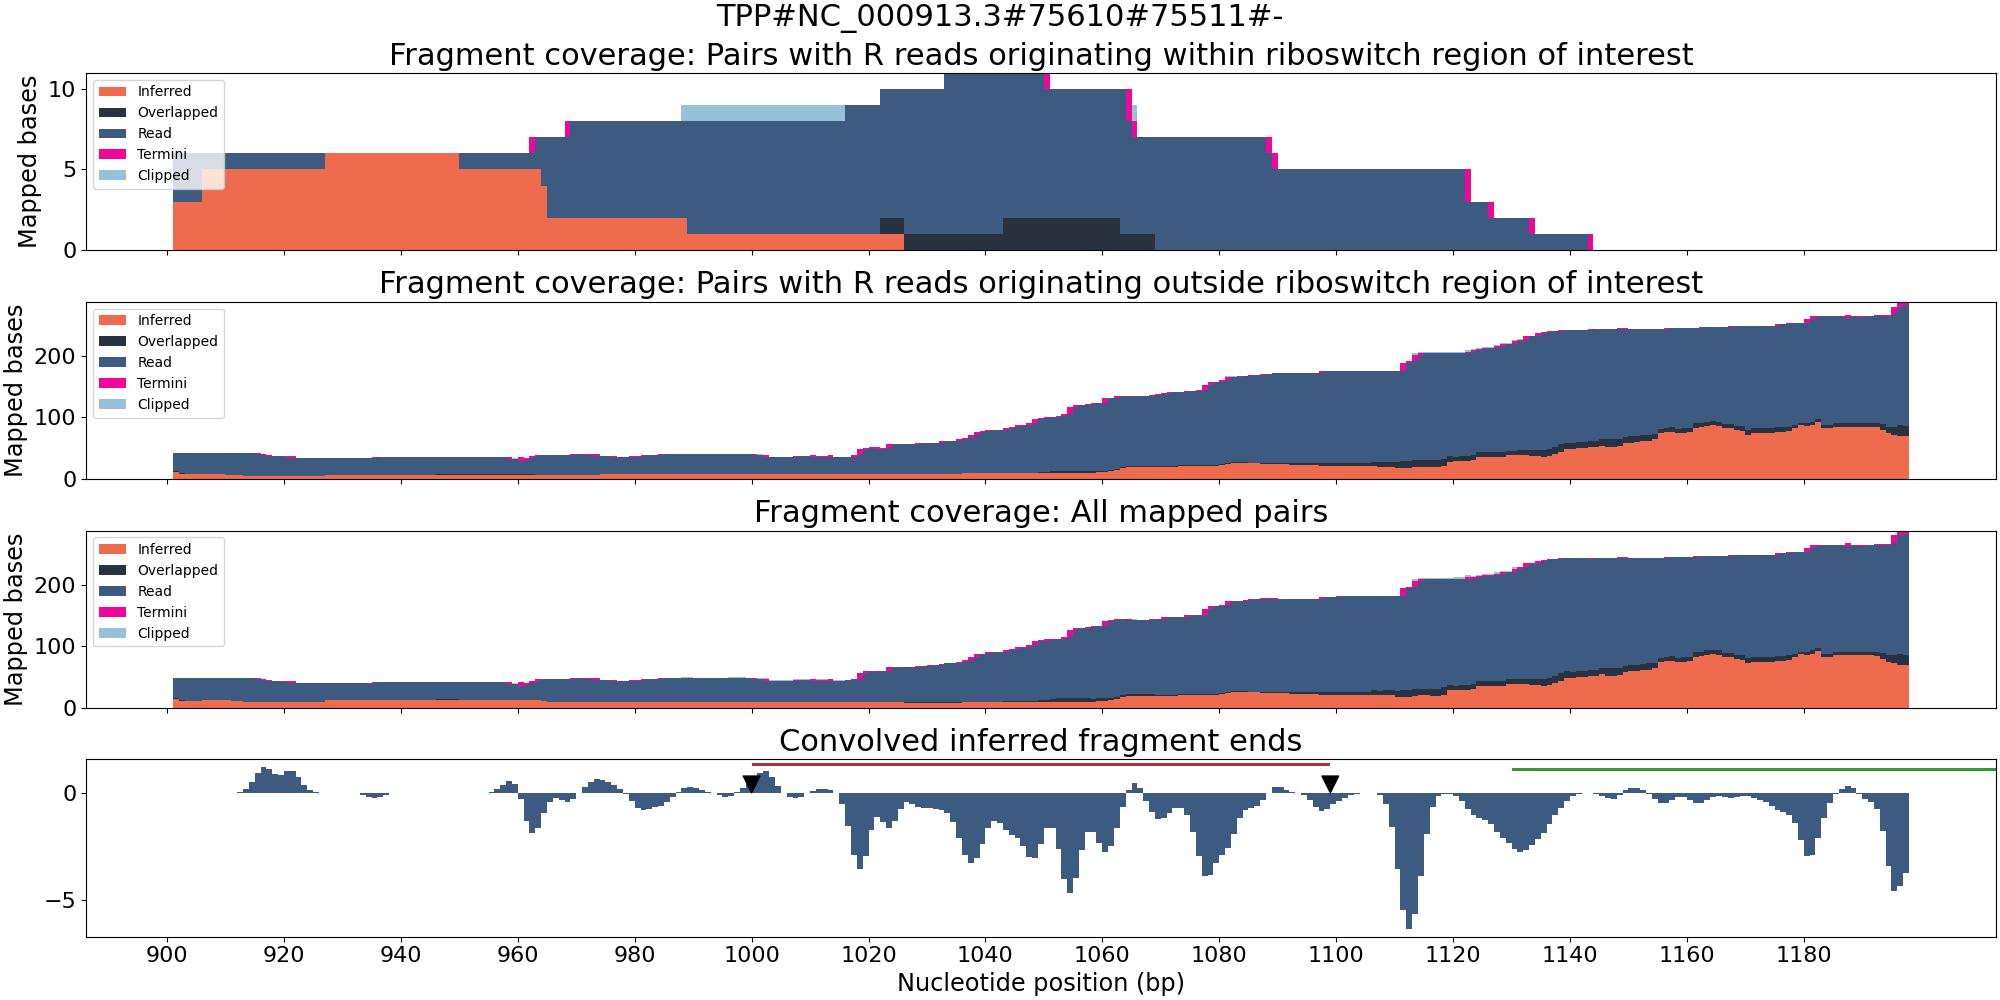 TPP#NC_000913.3#75610#75511#-
Fragment coverage: Pairs with R reads originating within riboswitch region of interest
Mapped bases
10
5
0
Inferred
Overlapped
Read
Termini
Clipped
Fragment coverage: Pairs with R reads originating outside riboswitch region of interest
Mapped bases
200
100
0
Inferred
Overlapped
Read
Termini
Clipped
Fragment coverage: All mapped pairs
Mapped bases
200
100
0
Inferred
Overlapped
Read
Termini
Clipped
Convolved inferred fragment ends
0
−5
900 920 940 960 980 1000 1020 1040 1060 1080 1100 1120 1140 1160 1180
Nucleotide position (bp)